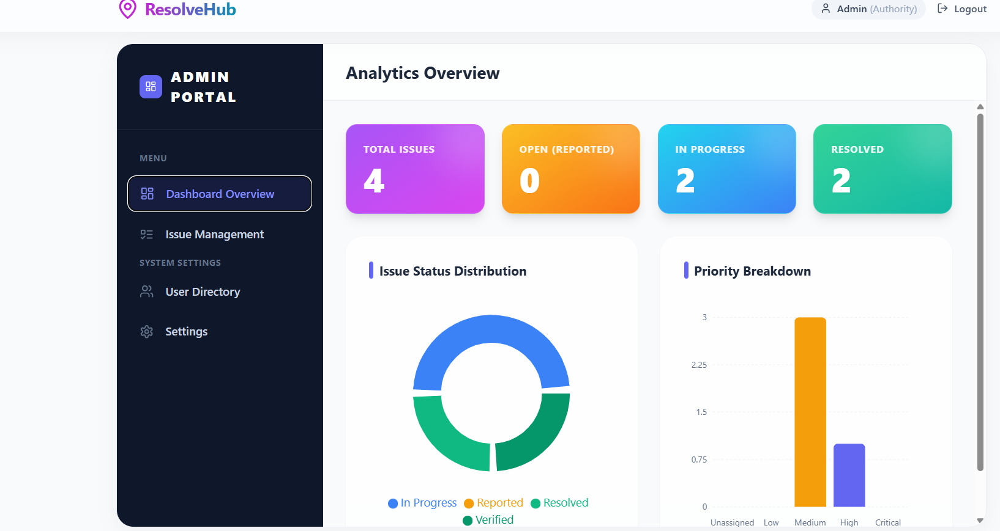 ResolveHub
Admin (Authority)
Logout
ADMIN
PORTAL
MENU
Dashboard Overview
Issue Management
SYSTEM SETTINGS
User Directory
Settings
Analytics Overview
TOTAL ISSUES
4
OPEN (REPORTED)
0
IN PROGRESS
2
RESOLVED
2
Issue Status Distribution
In Progress Reported Resolved
Verified
Priority Breakdown
3
2.25
1.5
0.75
0
Unassigned Low Medium High Critical